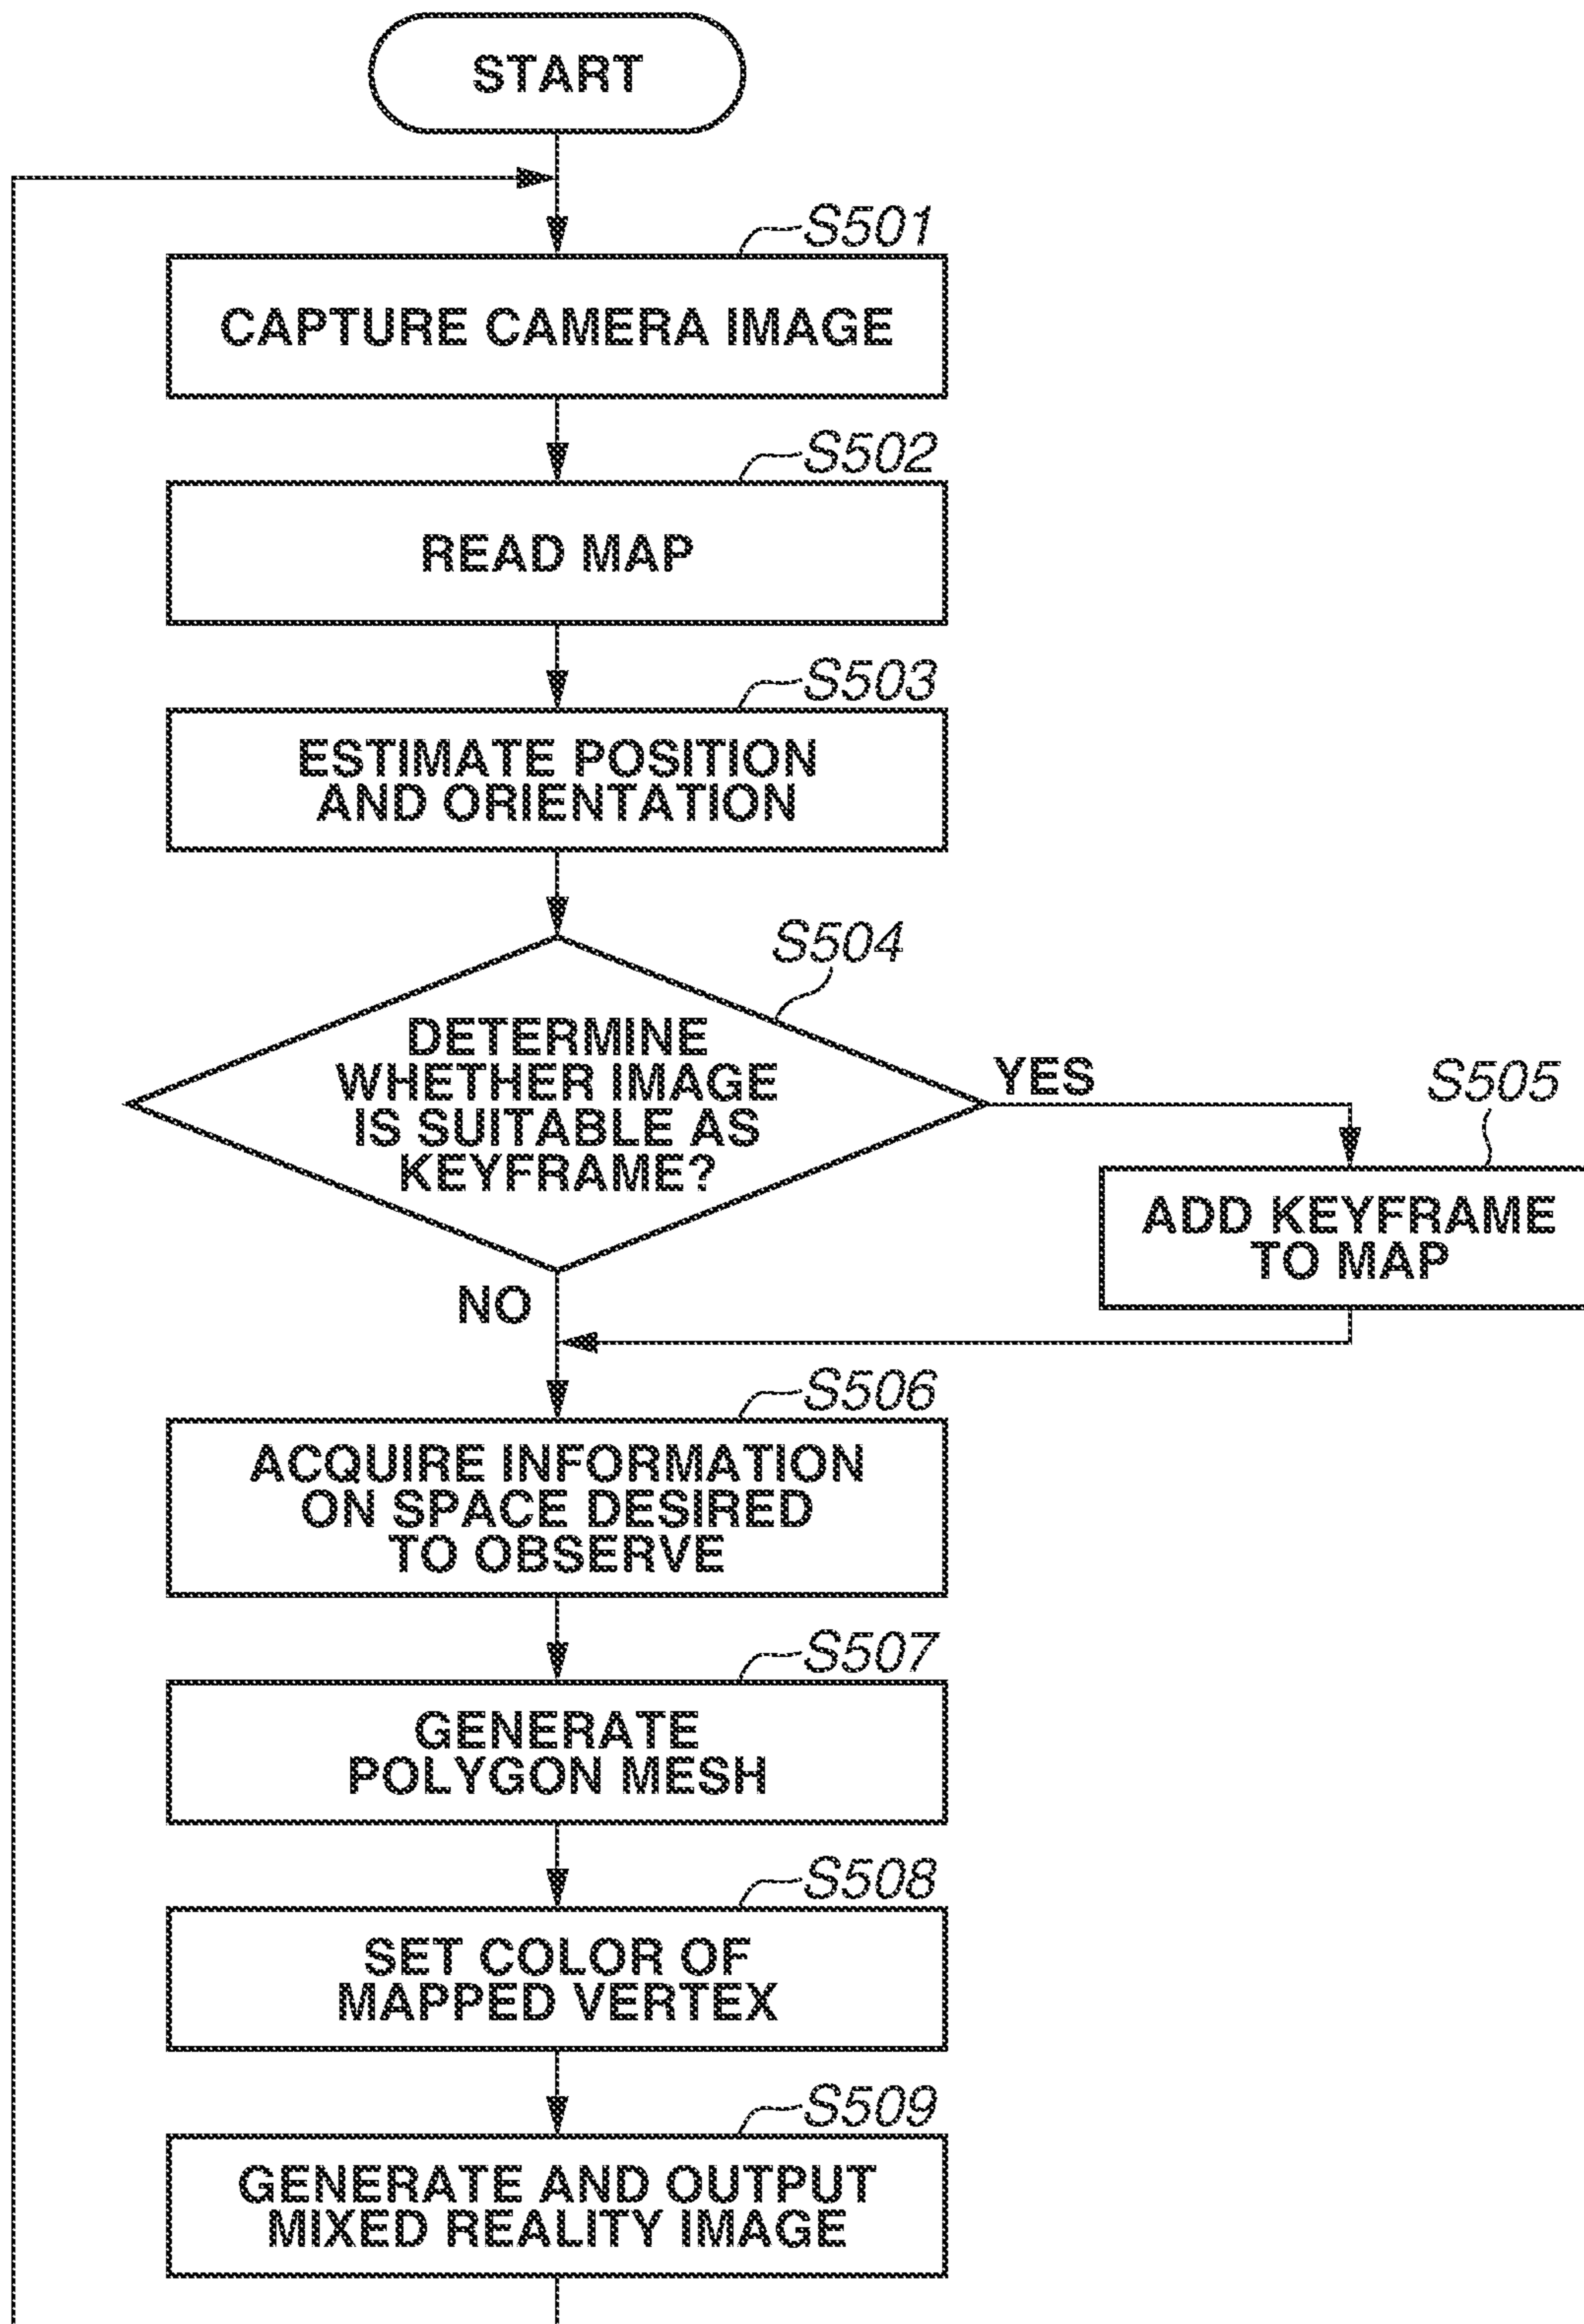 START
S501
CAPTURE CAMERA IMAGE
S502
READ MAP
S503
ESTIMATE POSITION
AND ORIENTATION
S504
DETERMINE
WHETHER IMAGE
IS SUITABLE AS
KEYFRAME?
YES
S505
ADD KEYFRAME
TO MAP
NO
S506
ACQUIRE INFORMATION
ON SPACE DESIRED
TO OBSERVE
S507
GENERATE
POLYGON MESH
S508
SET COLOR OF
MAPPED VERTEX
S509
GENERATE AND OUTPUT
MIXED REALITY IMAGE